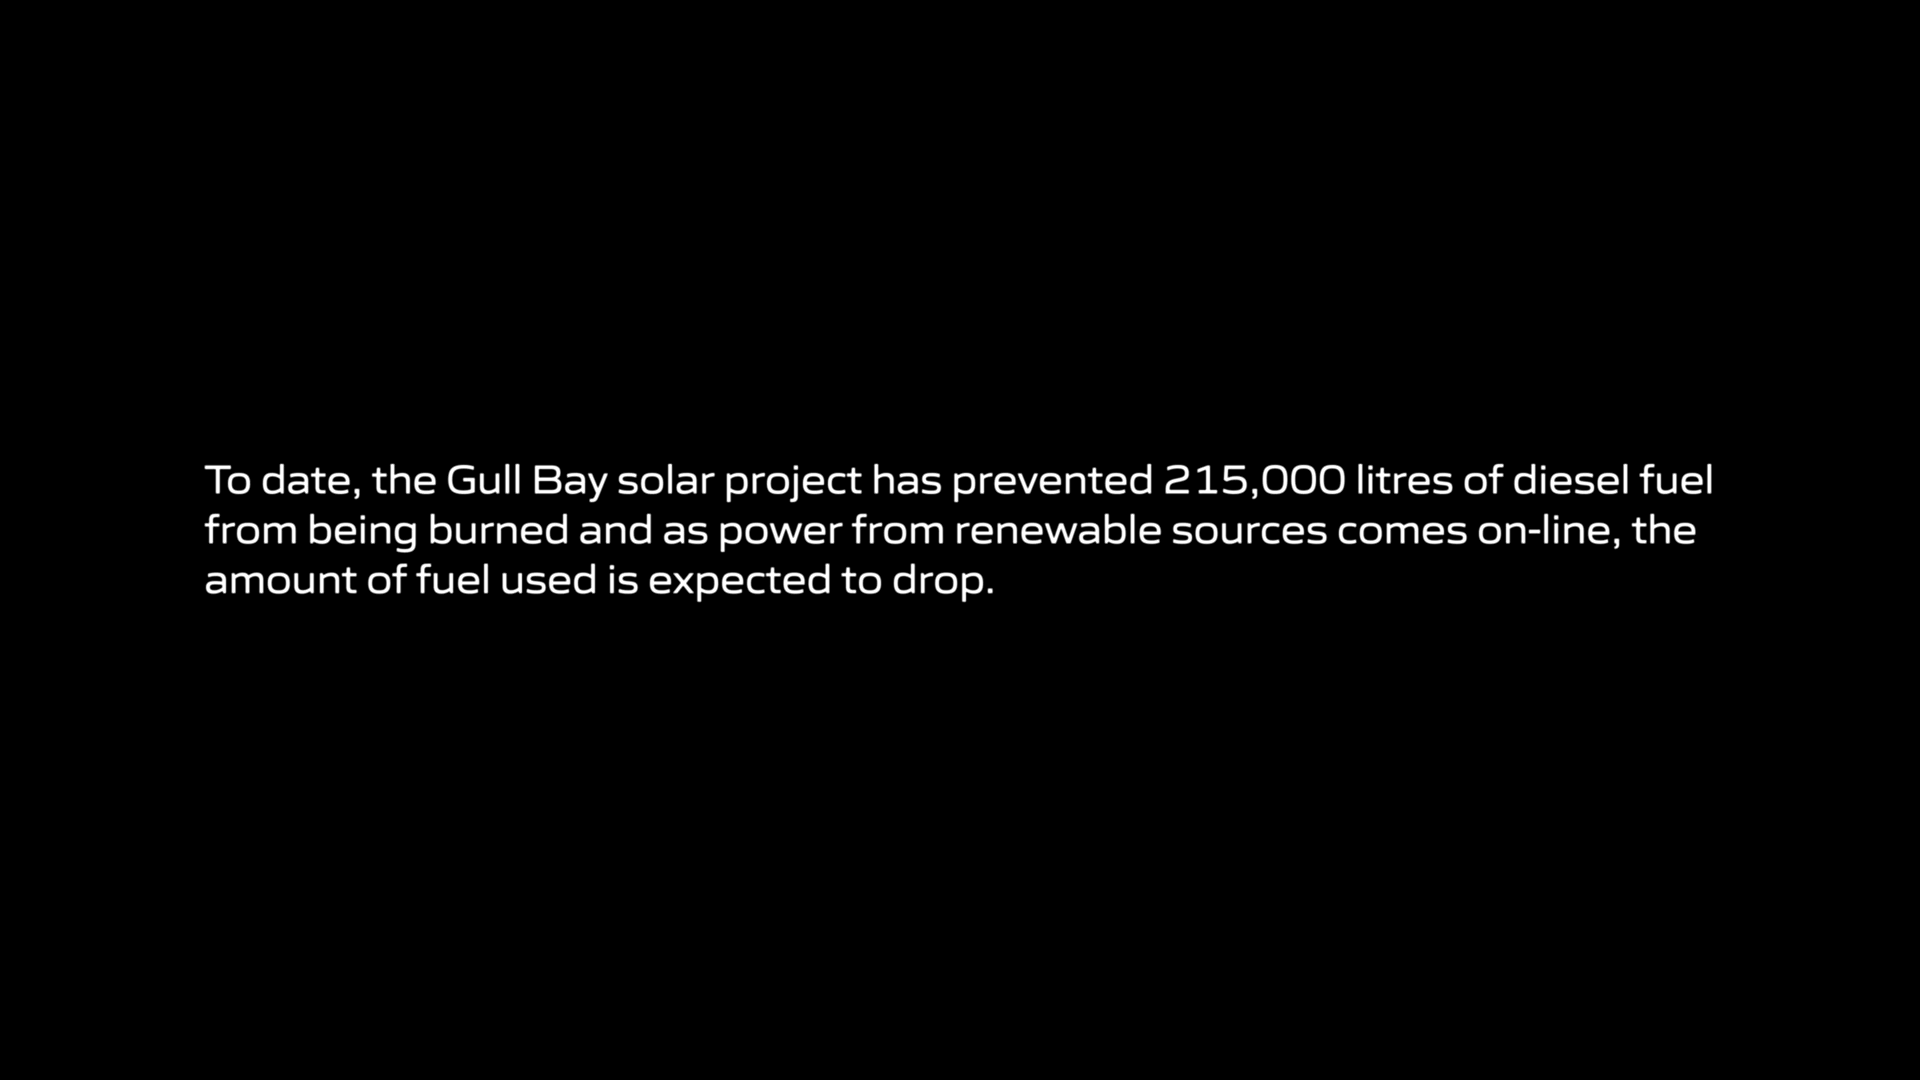 To date, the Gull Bay solar project has prevented 215,000 litres of diesel fuel
from being burned and as power from renewable sources comes on-line, the
amount of fuel used is expected to drop.